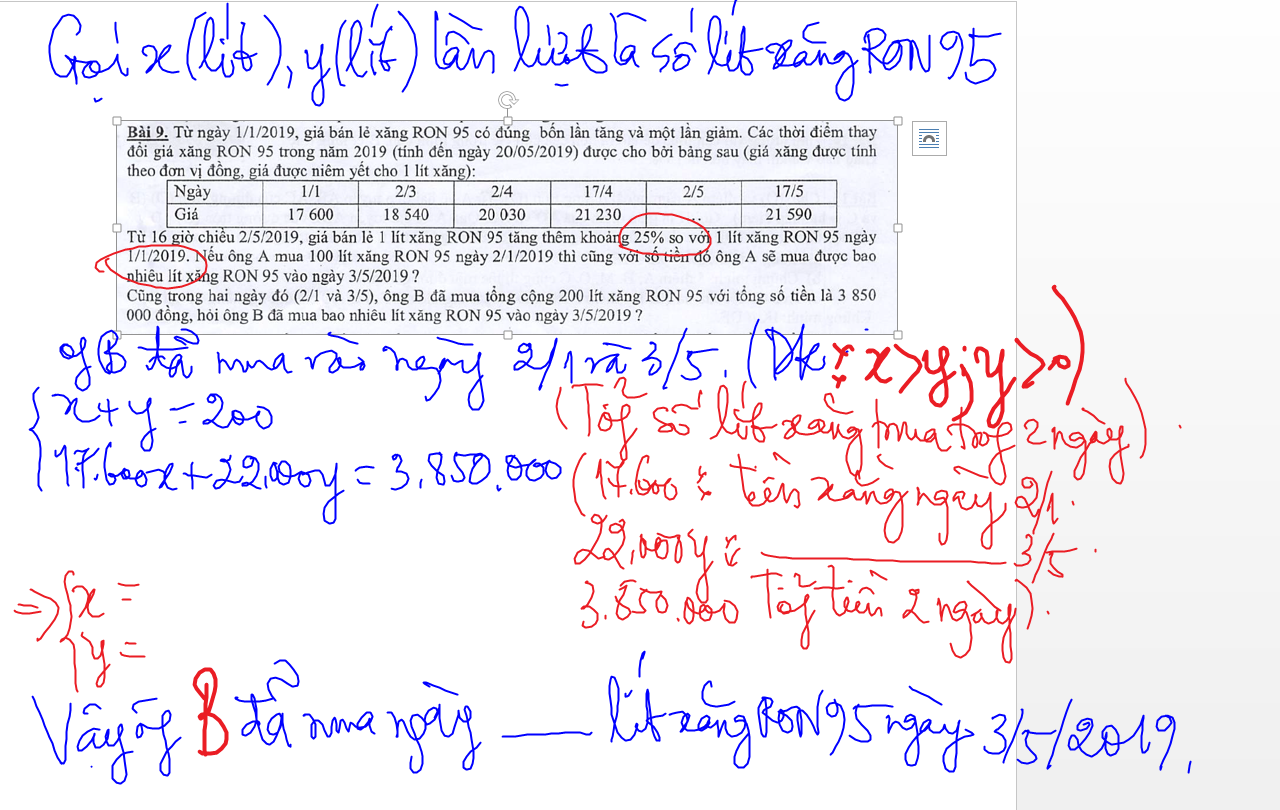 Gọi x (lít), y (lít) lần lượt là số lít xăng RON 95
Bài 9. Từ ngày 1/1/2019, giá bán lẻ xăng RON 95 có đúng bốn lần tăng và một lần giảm. Các thời điểm thay
đổi giá xăng RON 95 trong năm 2019 (tính đến ngày 20/05/2019) được cho bởi bảng sau (giá xăng được tính
theo đơn vị đồng, giá được niêm yết cho 1 lít xăng):
Ngày 1/1 2/3 2/4 17/4 2/5 17/5
Giá 17 600 18 540 20 030 21 230 ... 21 590
Từ 16 giờ chiều 2/5/2019, giá bán lẻ 1 lít xăng RON 95 tăng thêm khoảng 25% so với 1 lít xăng RON 95 ngày
1/1/2019. Nếu ông A mua 100 lít xăng RON 95 ngày 2/1/2019 thì cũng với số tiền đó ông A sẽ mua được bao
nhiêu lít xăng RON 95 vào ngày 3/5/2019 ?
Cũng trong hai ngày đó (2/1 và 3/5), ông B đã mua tổng cộng 200 lít xăng RON 95 với tổng số tiền là 3 850
000 đồng, hỏi ông B đã mua bao nhiêu lít xăng RON 95 vào ngày 3/5/2019 ?
B đã mua vào ngày 2/1 và 3/5. (Đk: x > y; y > 0)
x + y = 200 (Tổg số lít xăng mua trog 2 ngày).
17.600x + 22.000y = 3.850.000 (17.600 : tiền xăng ngày 2/1.
22.000y : ——— 3/5.
3.850.000 Tổg tiền 2 ngày).
=> x =
y =
Vậy ôg B đã mua ngày ___ lít xăng RON 95 ngày 3/5/2019.